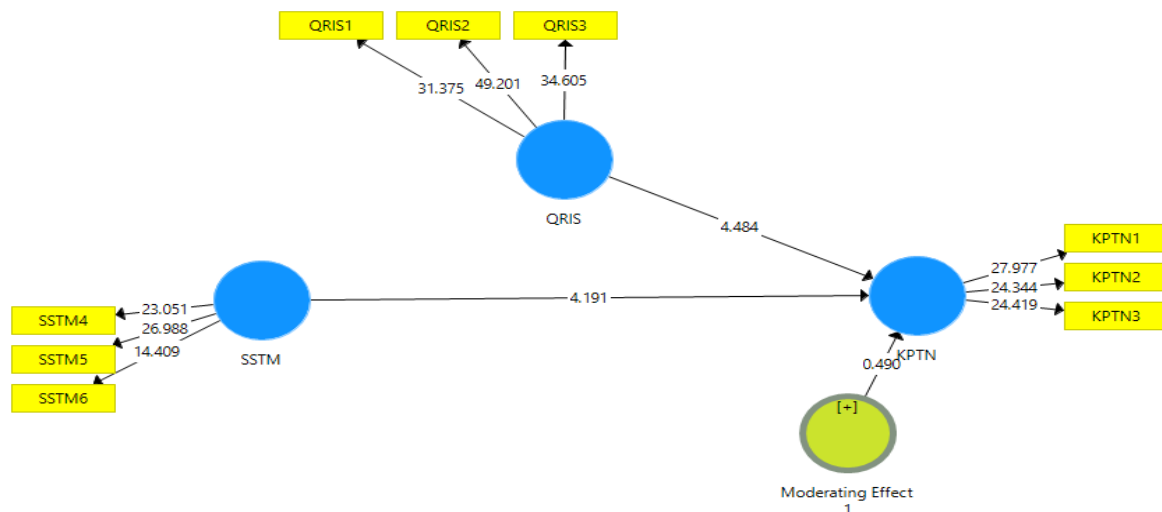 QRIS1
QRIS2
QRIS3
31.375
49.201
34.605
QRIS
4.484
KPTN1
27.977
KPTN2
24.344
24.419
KPTN3
KPTN
4.191
SSTM4
23.051
26.988
SSTM5
14.409
SSTM6
SSTM
0.490
[+]
Moderating Effect
1